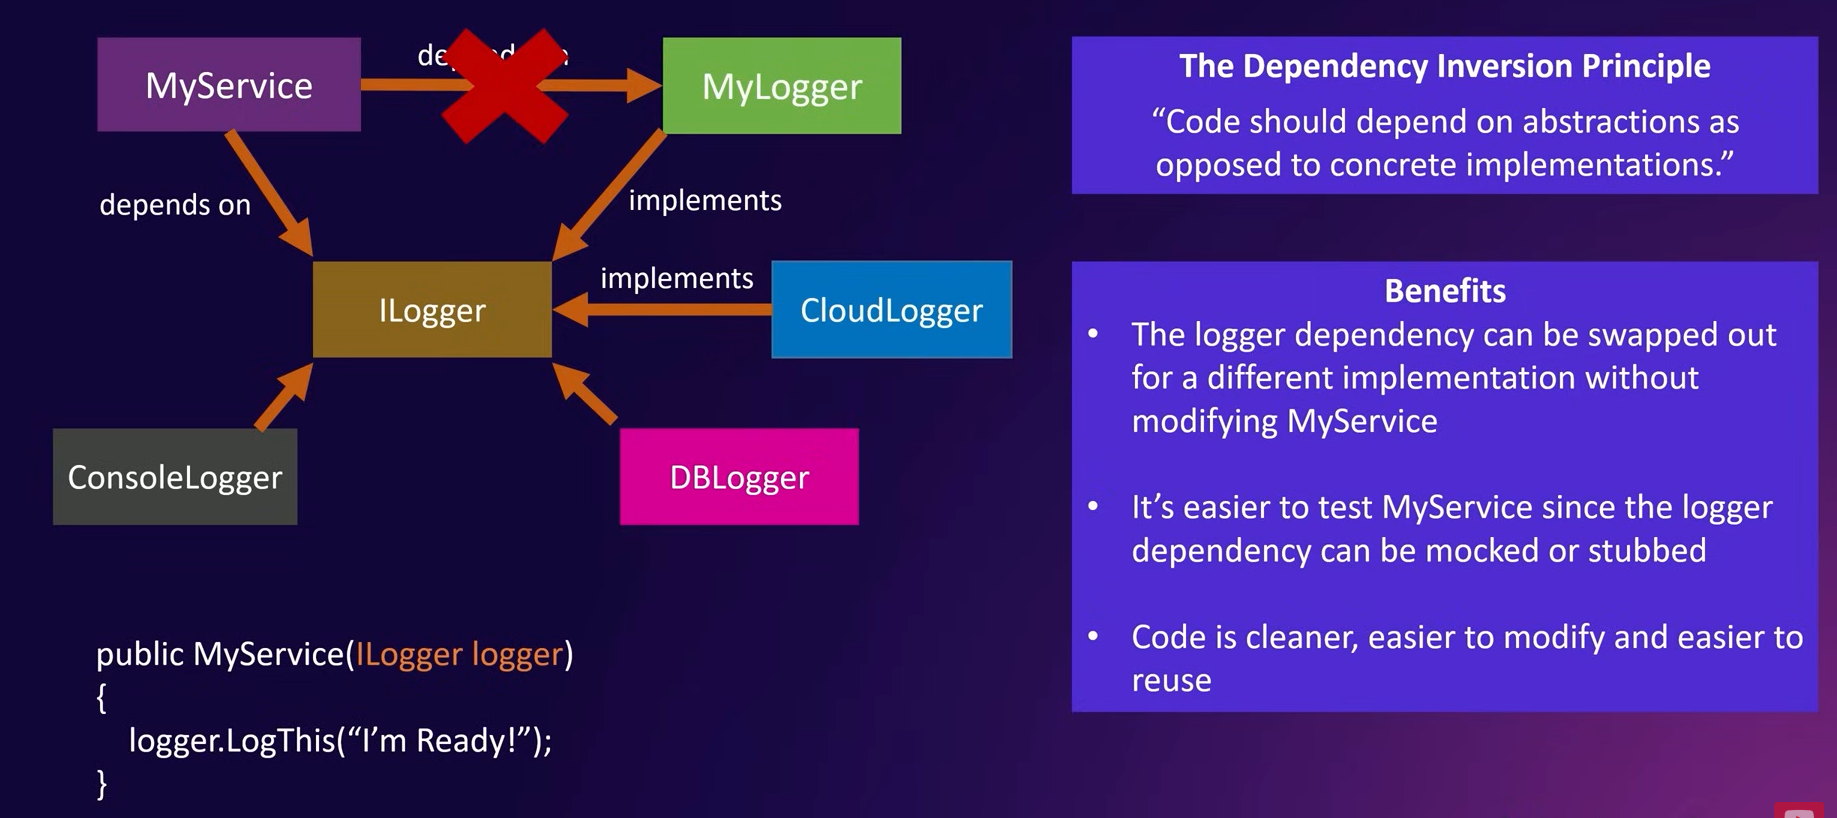 MyService
MyLogger
depends on
implements
implements
ILogger
CloudLogger
ConsoleLogger
DBLogger
public MyService(ILogger logger)
{
logger.LogThis(“I’m Ready!”);
}
The Dependency Inversion Principle
“Code should depend on abstractions as
opposed to concrete implementations.”
Benefits
• The logger dependency can be swapped out
for a different implementation without
modifying MyService
• It’s easier to test MyService since the logger
dependency can be mocked or stubbed
• Code is cleaner, easier to modify and easier to
reuse